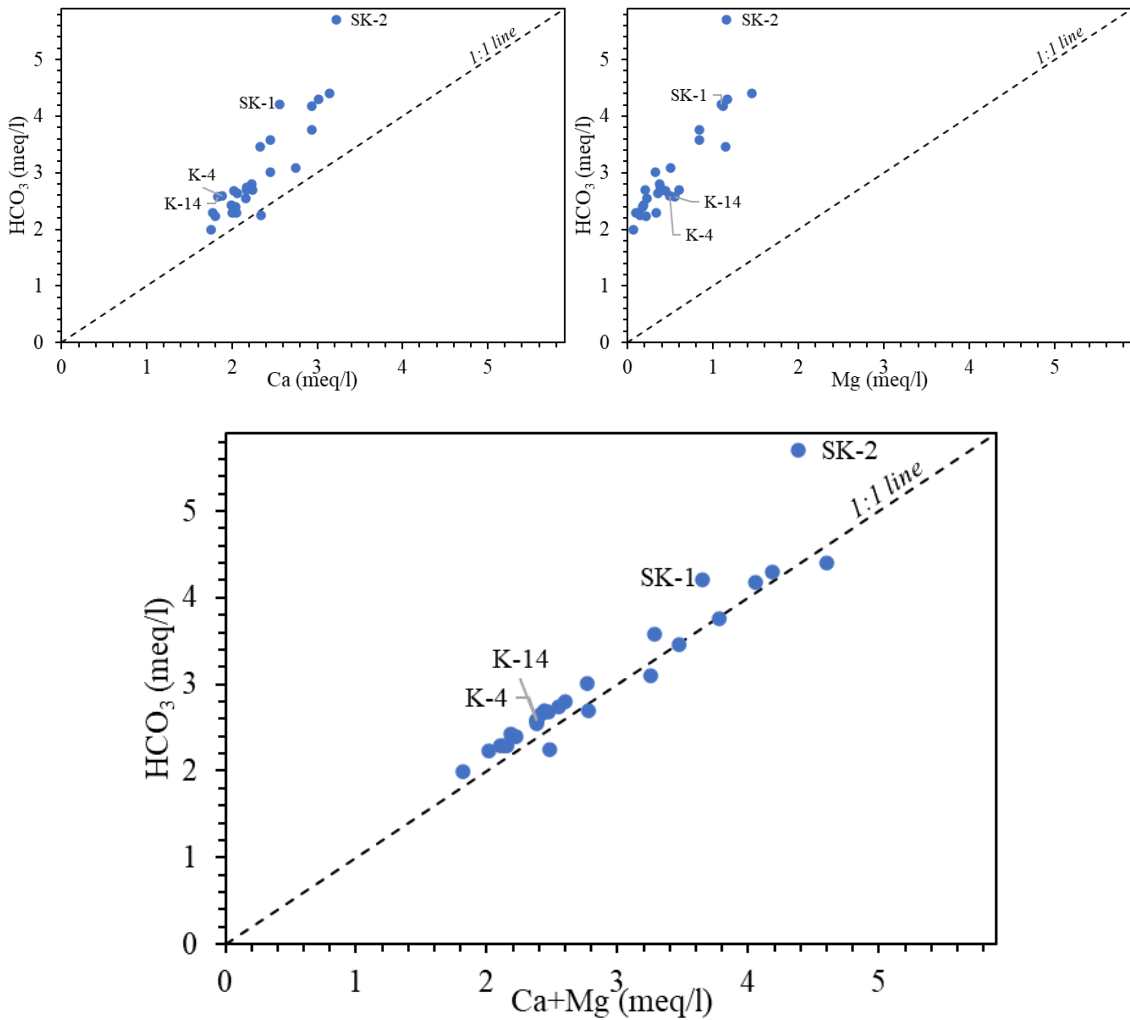 5
4
3
2
1
0
HCO3 (meq/l)
SK-2
1:1 line
SK-1
K-4
K-14
0 1 2 3 4 5
Ca (meq/l)
5
4
3
2
1
0
HCO3 (meq/l)
SK-2
1:1 line
SK-1
K-14
K-4
0 1 2 3 4 5
Mg (meq/l)
5
4
3
2
1
0
HCO3 (meq/l)
SK-2
1:1 line
SK-1
K-14
K-4
0 1 2 3 4 5
Ca+Mg (meq/l)